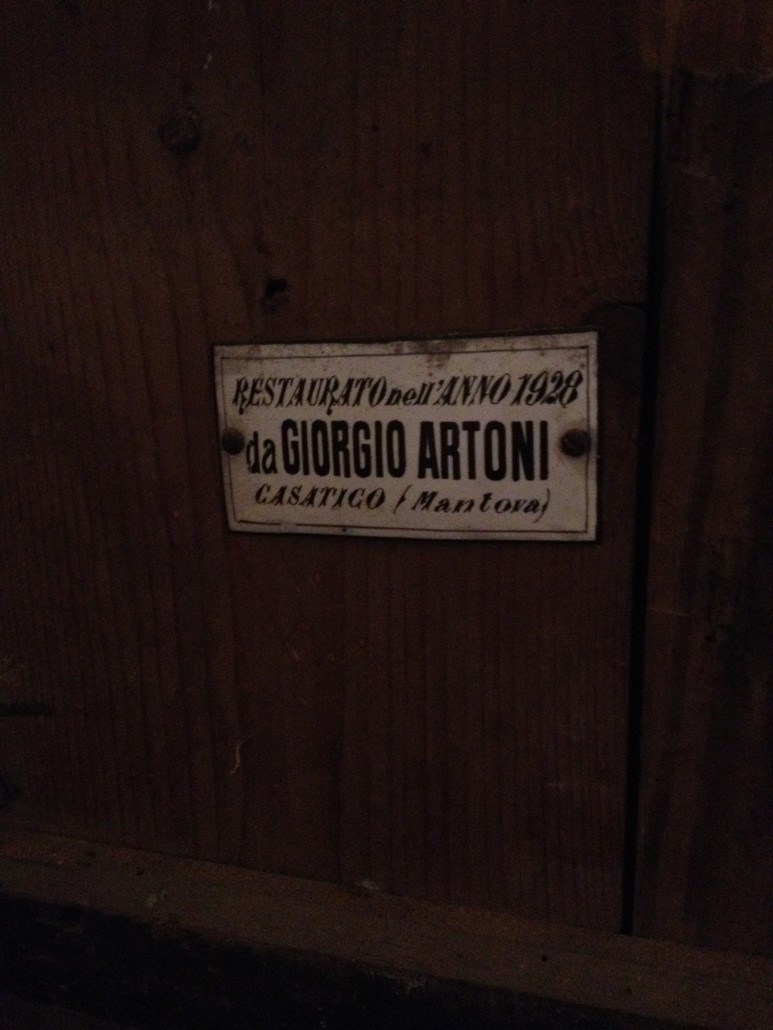 RESTAURATO nell'ANNO 1928
da GIORGIO ARTONI
CASATICO (Mantova)